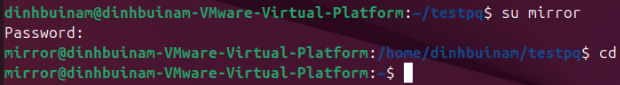 dinhbuinam@dinhbuinam-VMware-Virtual-Platform:~/testpq$ su mirror
Password:
mirror@dinhbuinam-VMware-Virtual-Platform:/home/dinhbuinam/testpq$ cd
mirror@dinhbuinam-VMware-Virtual-Platform:~$